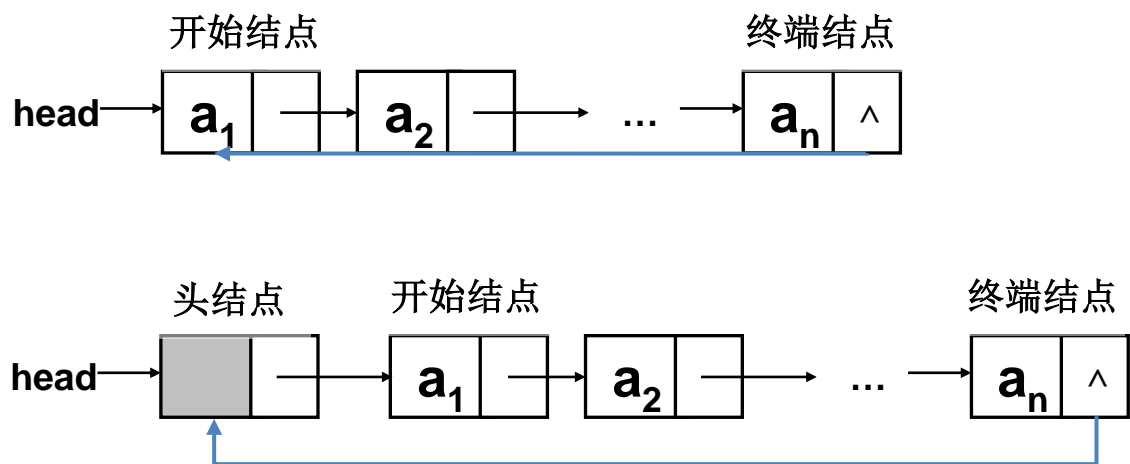 开始结点 终端结点
head a₁ a₂ … aₙ ^
头结点 开始结点 终端结点
head a₁ a₂ … aₙ ^